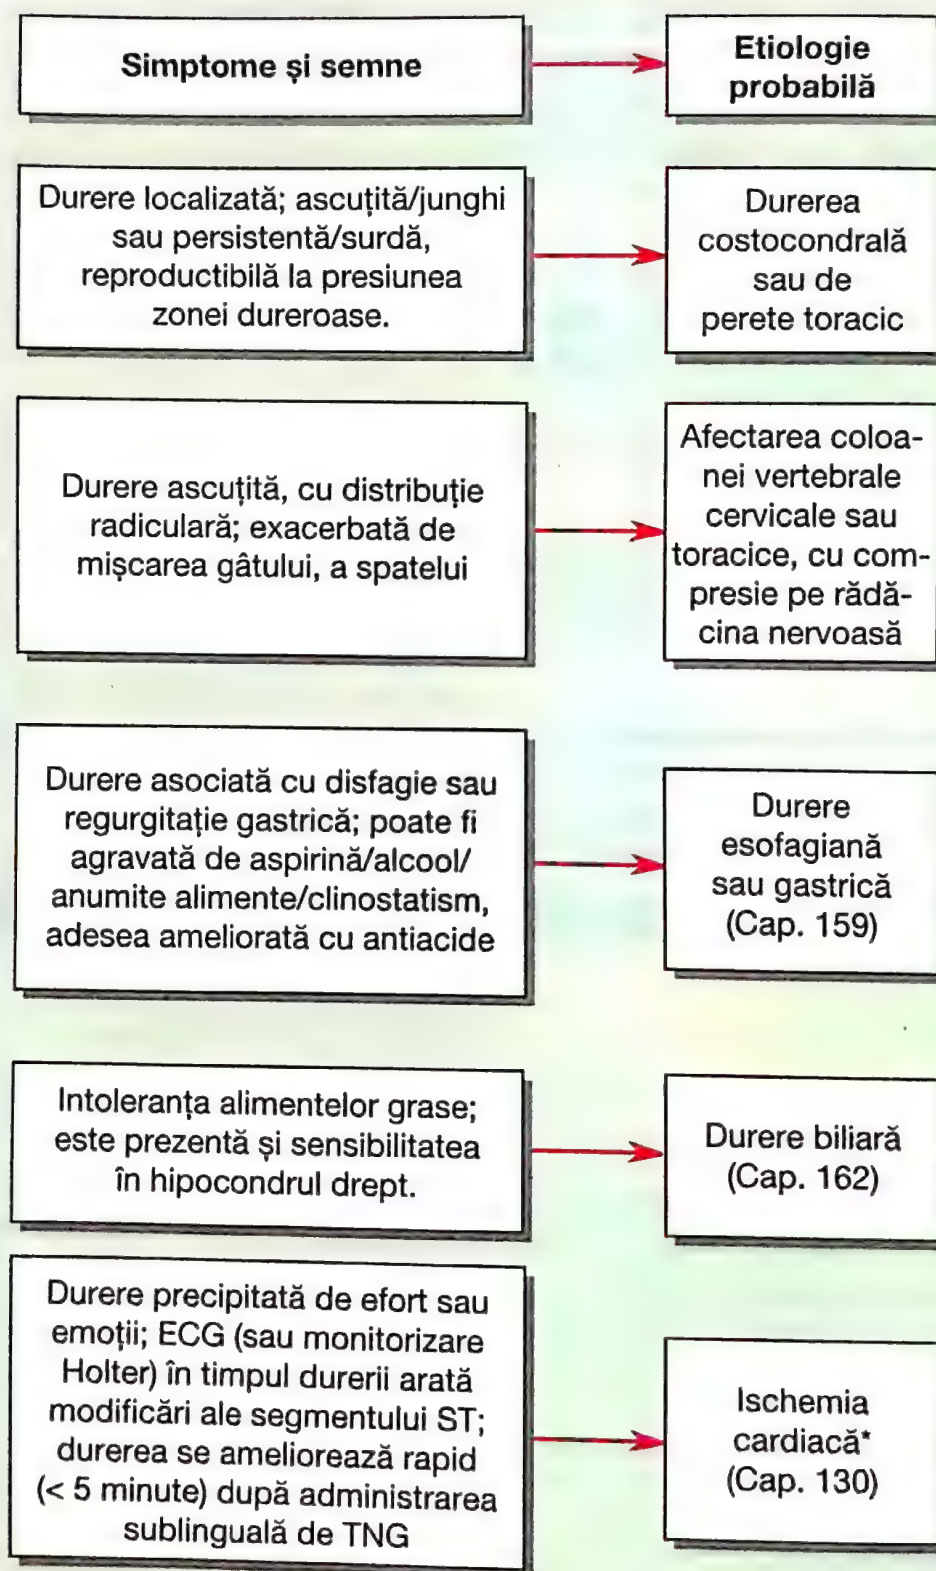 Simptome și semne
Etiologie
probabilă
Durere localizată; ascuțită/junghi
sau persistentă/surdă,
reproductibilă la presiunea
zonei dureroase.
Durerea
costocondrală
sau de
perete toracic
Durere ascuțită, cu distribuție
radiculară; exacerbată de
mișcarea gâtului, a spatelui
Afectarea coloa-
nei vertebrale
cervicale sau
toracice, cu com-
presie pe rădă-
cina nervoasă
Durere asociată cu disfagie sau
regurgitație gastrică; poate fi
agravată de aspirină/alcool/
anumite alimente/clinostatism,
adesea ameliorată cu antiacide
Durere
esofagiană
sau gastrică
(Cap. 159)
Intoleranța alimentelor grase;
este prezentă și sensibilitatea
în hipocondrul drept.
Durere biliară
(Cap. 162)
Durere precipitată de efort sau
emoții; ECG (sau monitorizare
Holter) în timpul durerii arată
modificări ale segmentului ST;
durerea se ameliorează rapid
(< 5 minute) după administrarea
sublinguală de TNG
Ischemia
cardiacă*
(Cap. 130)